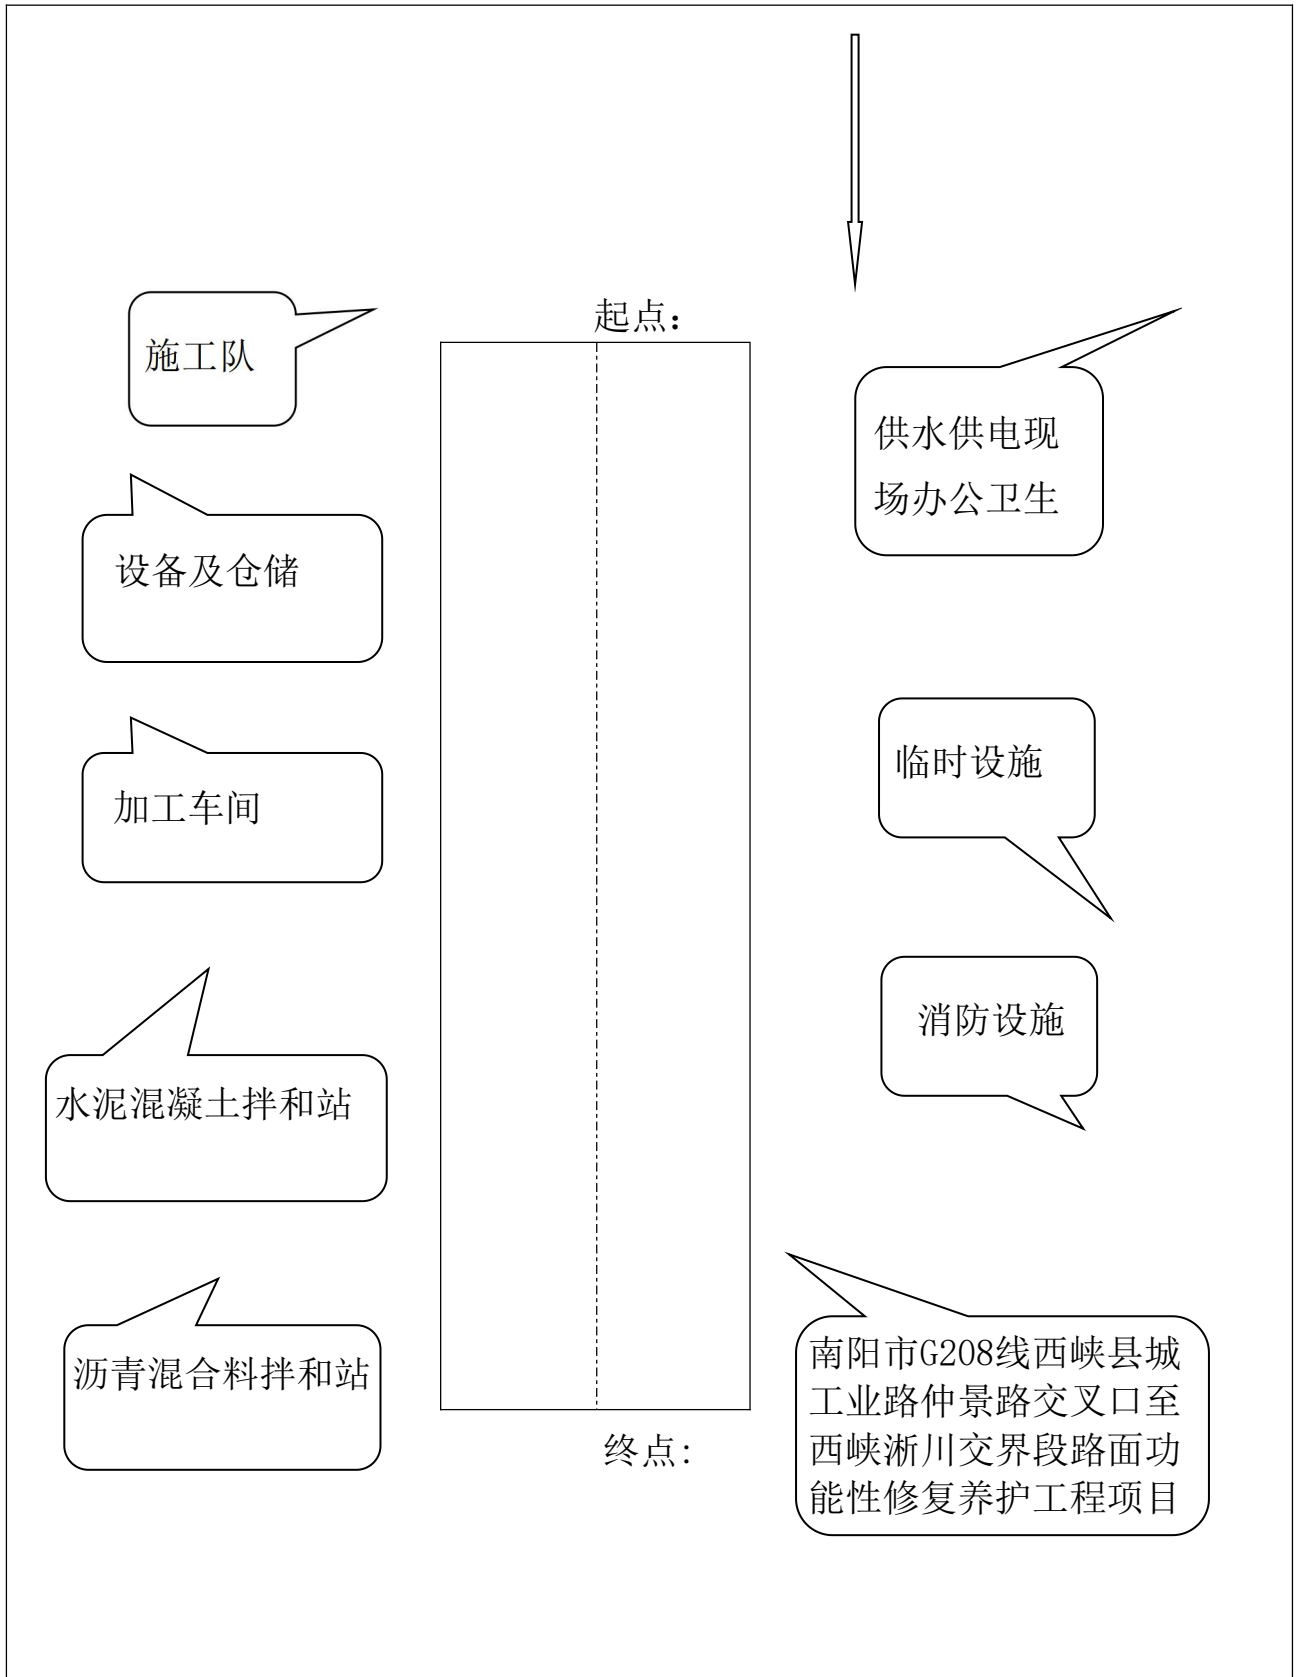 起点：
施工队
供水供电现
场办公卫生
设备及仓储
临时设施
加工车间
消防设施
水泥混凝土拌和站
南阳市G208线西峡县城
工业路仲景路交叉口至
西峡淅川交界段路面功
能性修复养护工程项目
沥青混合料拌和站
终点: